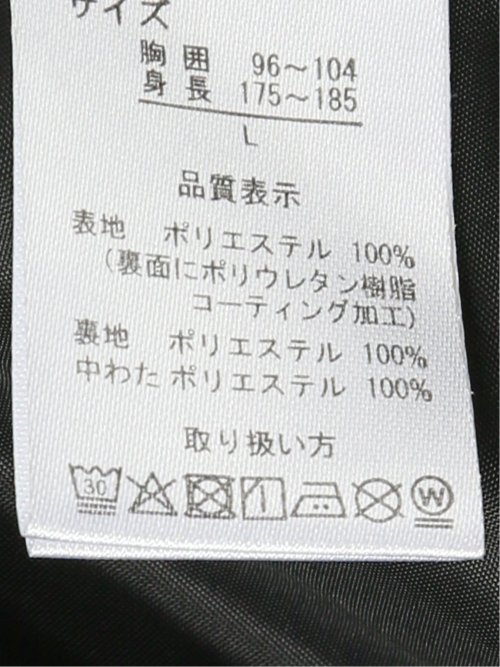 サイズ
胸囲 96～104
身長 175～185
L
品質表示
表地 ポリエステル 100%
(裏面にポリウレタン樹脂
コーティング加工)
裏地 ポリエステル 100%
中わた ポリエステル 100%
取り扱い方
30 W